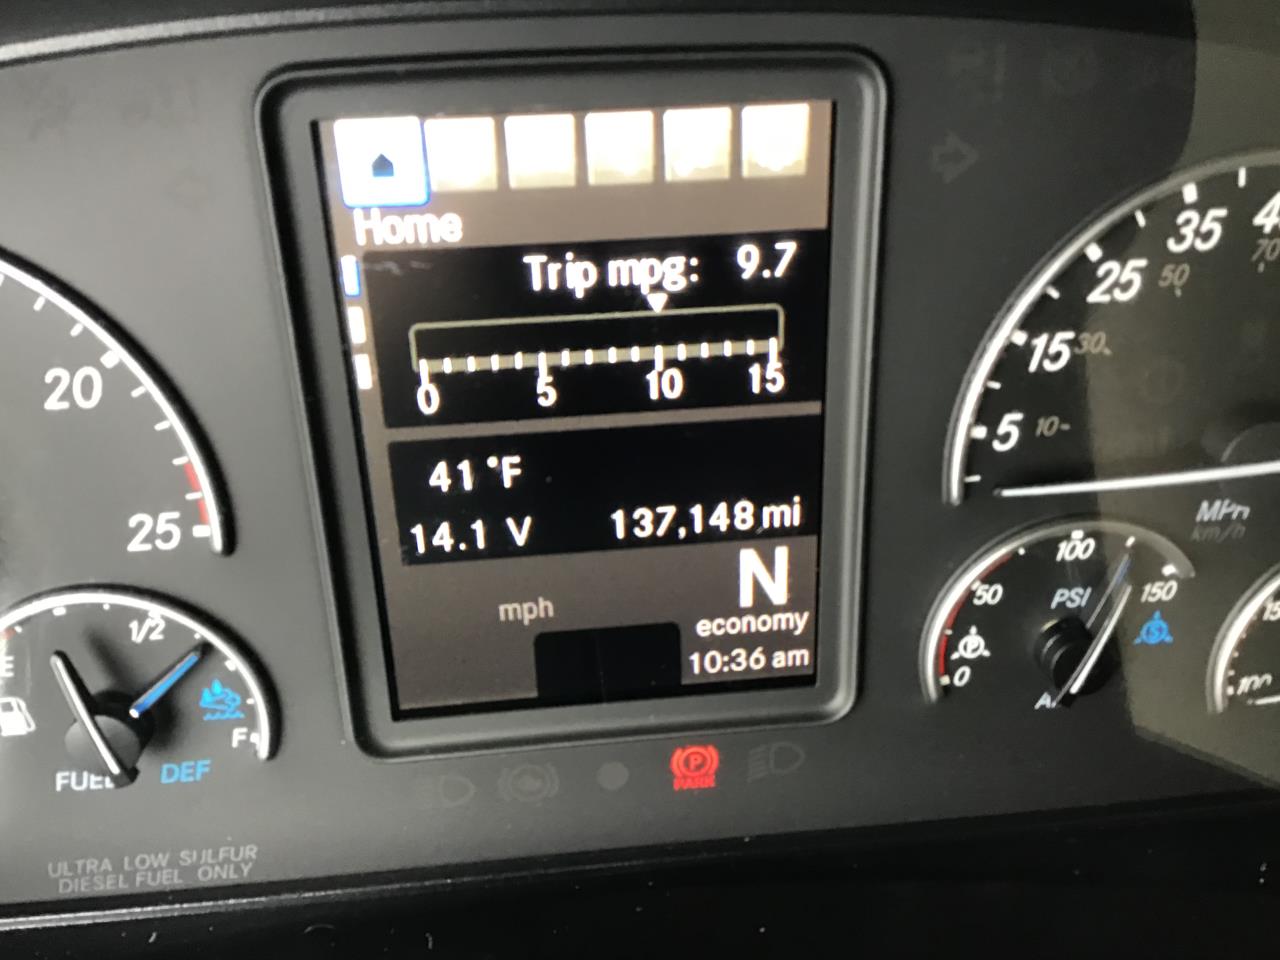 Home
Trip mpg: 9.7
0 5 10 15
41 °F
14.1 V 137,148 mi
mph
N
economy
10:36 am
20
25
E 1/2 F
FUEL DEF
ULTRA LOW SULFUR
DIESEL FUEL ONLY
P
PARK
5 15 25 35
10 30 50 70
MPh
km/h
0 50 100 150
PSI
P S
100